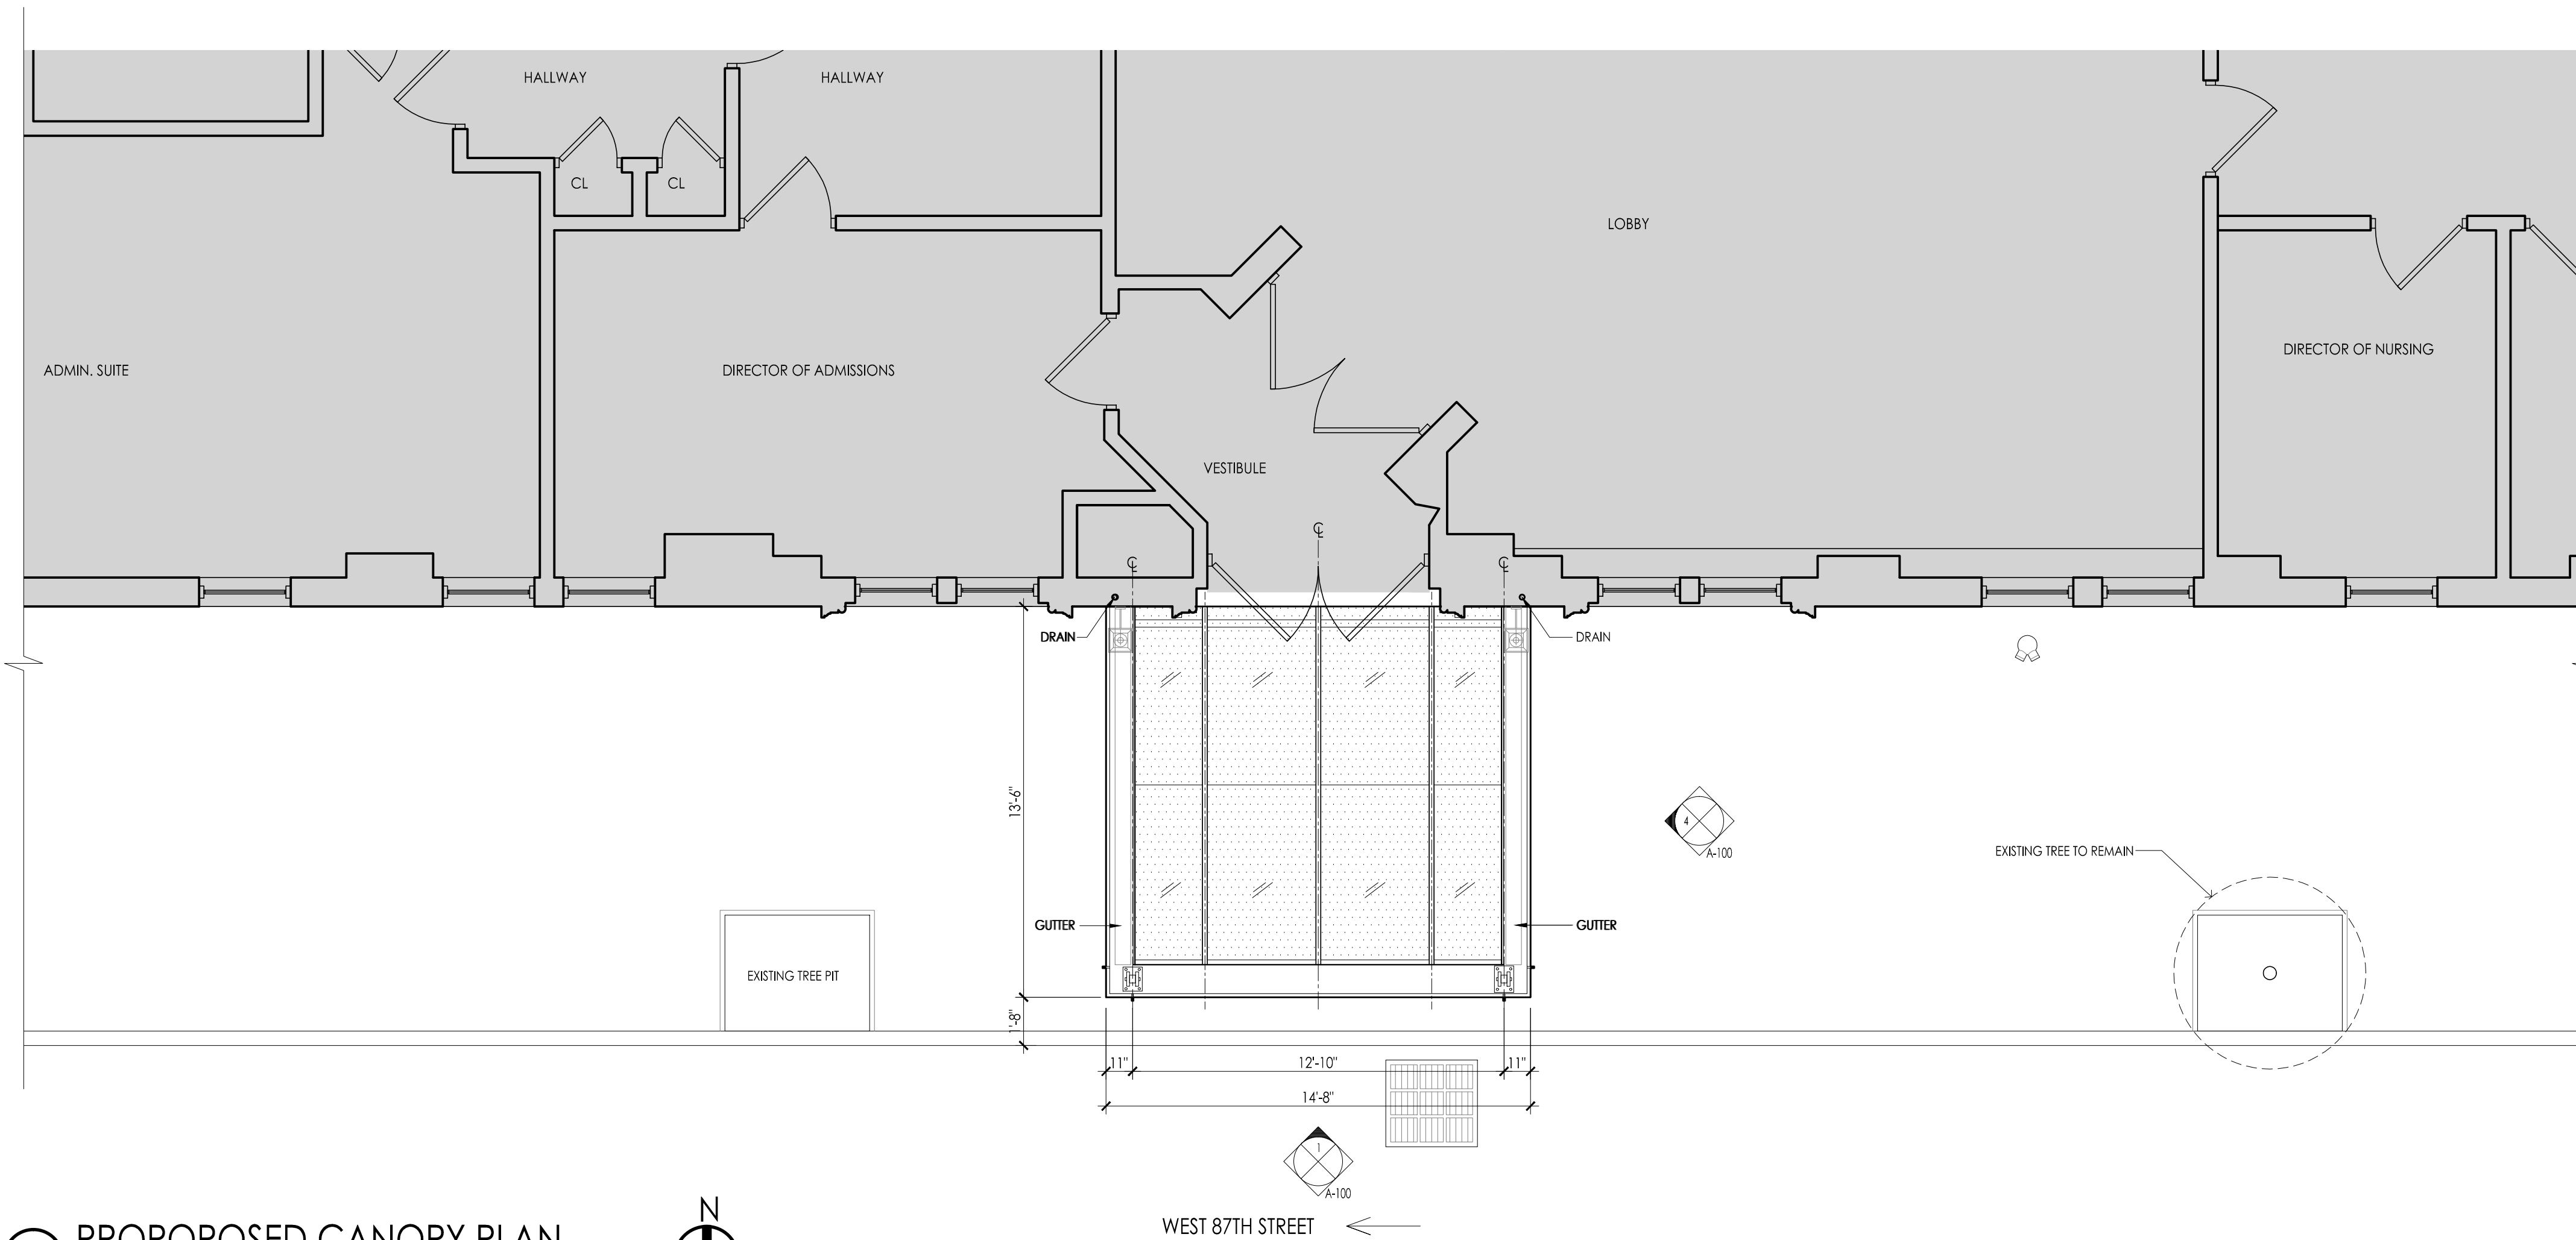 HALLWAY
HALLWAY
CL
CL
LOBBY
DIRECTOR OF NURSING
ADMIN. SUITE
DIRECTOR OF ADMISSIONS
VESTIBULE
℄
℄
℄
DRAIN
DRAIN
13'-6"
4
A-100
EXISTING TREE TO REMAIN
GUTTER
GUTTER
EXISTING TREE PIT
1'-8"
11"
12'-10"
11"
14'-8"
1
A-100
N
WEST 87TH STREET
PROPOPOSED CANOPY PLAN